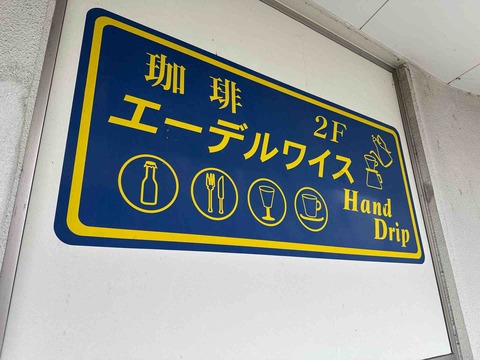 珈琲 2F
エーデルワイス
Hand
Drip